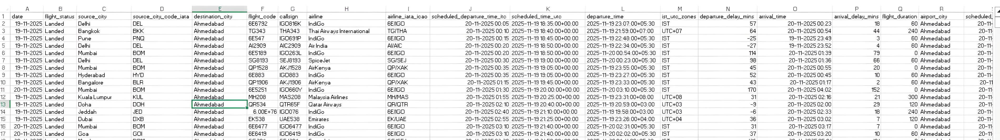 A B C D E F G H I J K L M N O P Q R
1 date flight_status source_city source_city_code_iata destination_city flight_code callsign airline airline_iata_icao scheduled_departure_time_itc scheduled_time_utc departure_time ist_utc_zones departure_delay_mins arrival_time arrival_delay_mins flight_duration airport_city scheduled_
2 19-11-2025 Landed Delhi DEL Ahmedabad 6E6792 IGO816K IndiGo 6E/IGO 20-11-2025 00:05 2025-11-19 18:35:00+00:00 2025-11-19 23:07:00+05:30 IST 57 20-11-2025 00:23 18 60 Ahmedabad 20-11-
3 19-11-2025 Landed Bangkok BKK Ahmedabad TG343 THA343 Thai Airways International TG/THA 20-11-2025 00:10 2025-11-19 18:40:00+00:00 2025-11-19 21:59:00+07:00 UTC+07 64 20-11-2025 00:54 44 240 Ahmedabad 20-11-
4 19-11-2025 Landed Pune PNQ Ahmedabad 6E547 IGO691P IndiGo 6E/IGO 20-11-2025 00:15 2025-11-19 18:45:00+00:00 2025-11-19 22:48:00+05:30 IST -25 19-11-2025 23:49 3 60 Ahmedabad 20-11-
5 19-11-2025 Landed Delhi DEL Ahmedabad AI2909 AIC2909 Air India AI/AIC 20-11-2025 00:20 2025-11-19 18:50:00+00:00 2025-11-19 22:34:00+05:30 IST -27 19-11-2025 23:52 4 60 Ahmedabad 20-11-
6 19-11-2025 Landed Mumbai BOM Ahmedabad 6E5189 IGO263L IndiGo 6E/IGO 20-11-2025 00:20 2025-11-19 18:50:00+00:00 2025-11-20 00:54:00+05:30 IST 114 20-11-2025 01:39 79 0 Ahmedabad 20-11-
7 19-11-2025 Landed Delhi DEL Ahmedabad SG8193 SEJ8193 SpiceJet SG/SEJ 20-11-2025 00:30 2025-11-19 19:00:00+00:00 2025-11-20 00:23:00+05:30 IST 98 20-11-2025 01:36 66 60 Ahmedabad 20-11-
8 19-11-2025 Landed Mumbai BOM Ahmedabad QP1528 AKJ1528 AirKenya QP/XAK 20-11-2025 00:35 2025-11-19 19:05:00+00:00 2025-11-19 23:55:00+05:30 IST 45 20-11-2025 00:55 20 0 Ahmedabad 20-11-
9 19-11-2025 Landed Hyderabad HYD Ahmedabad 6E883 IGO883 IndiGo 6E/IGO 20-11-2025 00:35 2025-11-19 19:05:00+00:00 2025-11-19 23:27:00+05:30 IST 52 20-11-2025 00:45 10 60 Ahmedabad 20-11-
10 19-11-2025 Landed Bangalore BLR Ahmedabad QP1906 AKJ1906 AirKenya QP/XAK 20-11-2025 01:15 2025-11-19 19:45:00+00:00 2025-11-19 23:33:00+05:30 IST 43 20-11-2025 01:17 2 60 Ahmedabad 20-11
11 20-11-2025 Landed Mumbai BOM Ahmedabad 6E5251 IGO660Y IndiGo 6E/IGO 20-11-2025 01:30 2025-11-19 20:00:00+00:00 2025-11-20 03:10:00+05:30 IST 170 20-11-2025 04:02 152 0 Ahmedabad 20-11-
12 19-11-2025 Landed Kuala Lumpur KUL Ahmedabad MH208 MAS208 Malaysia Airlines MH/MAS 20-11-2025 01:55 2025-11-19 20:25:00+00:00 2025-11-19 23:31:00+08:00 UTC+08 31 20-11-2025 02:16 21 300 Ahmedabad 20-11-
13 19-11-2025 Landed Doha DOH Ahmedabad QR534 QTR65F Qatar Airways QR/QTR 20-11-2025 02:10 2025-11-19 20:40:00+00:00 2025-11-19 20:59:00+03:00 UTC+03 -9 20-11-2025 02:00 29 120 Ahmedabad 20-11-
14 19-11-2025 Landed Jeddah JED Ahmedabad 6.00E+76 IGO076 IndiGo 6E/IGO 20-11-2025 02:40 2025-11-19 21:10:00+00:00 2025-11-19 19:58:00+03:00 UTC+03 -6 20-11-2025 02:33 18 240 Ahmedabad 20-11-
15 19-11-2025 Landed Dubai DXB Ahmedabad EK538 UAE538 Emirates EK/UAE 20-11-2025 02:55 2025-11-19 21:25:00+00:00 2025-11-19 23:26:00+04:00 UTC+04 36 20-11-2025 03:02 7 120 Ahmedabad 20-11-
16 20-11-2025 Landed Mumbai BOM Ahmedabad 6E6477 IGO6477 IndiGo 6E/IGO 20-11-2025 03:10 2025-11-19 21:40:00+00:00 2025-11-20 02:31:00+05:30 IST 31 20-11-2025 03:17 7 0 Ahmedabad 20-11-
17 20-11-2025 Landed Goa GOI Ahmedabad 6E6419 IGO6419 IndiGo 6E/IGO 20-11-2025 03:10 2025-11-19 21:40:00+00:00 2025-11-20 02:02:00+05:30 IST 37 20-11-2025 03:20 10 60 Ahmedabad 20-11-